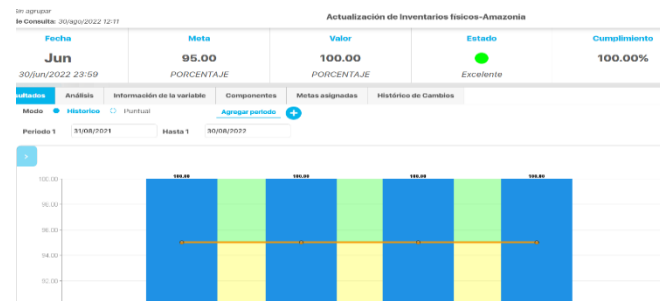 Sin agrupar
de Consulta: 30/ago/2022 12:11
Actualización de Inventarios físicos-Amazonia
Fecha Meta Valor Estado Cumplimiento
Jun 95.00 100.00 100.00%
30/jun/2022 23:59 PORCENTAJE PORCENTAJE Excelente
sultados Análisis Información de la variable Componentes Metas asignadas Histórico de Cambios
Modo Historico Puntual Agregar periodo +
Periodo 1 31/08/2021 Hasta 1 30/08/2022
>
100.00 100.00 100.00 100.00 100.00
98.00
96.00
94.00
92.00